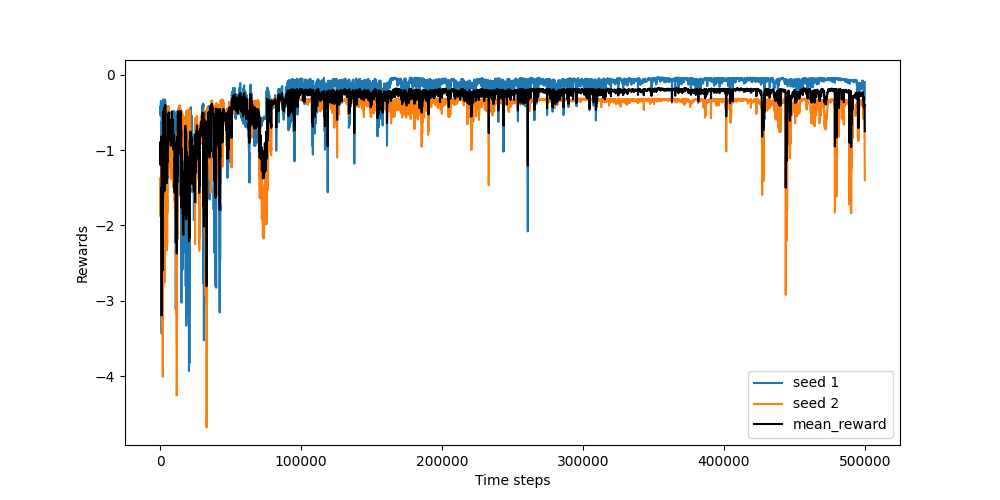 0
−1
−2
−3
−4
Rewards
0
100000
200000
300000
400000
500000
Time steps
seed 1
seed 2
mean_reward